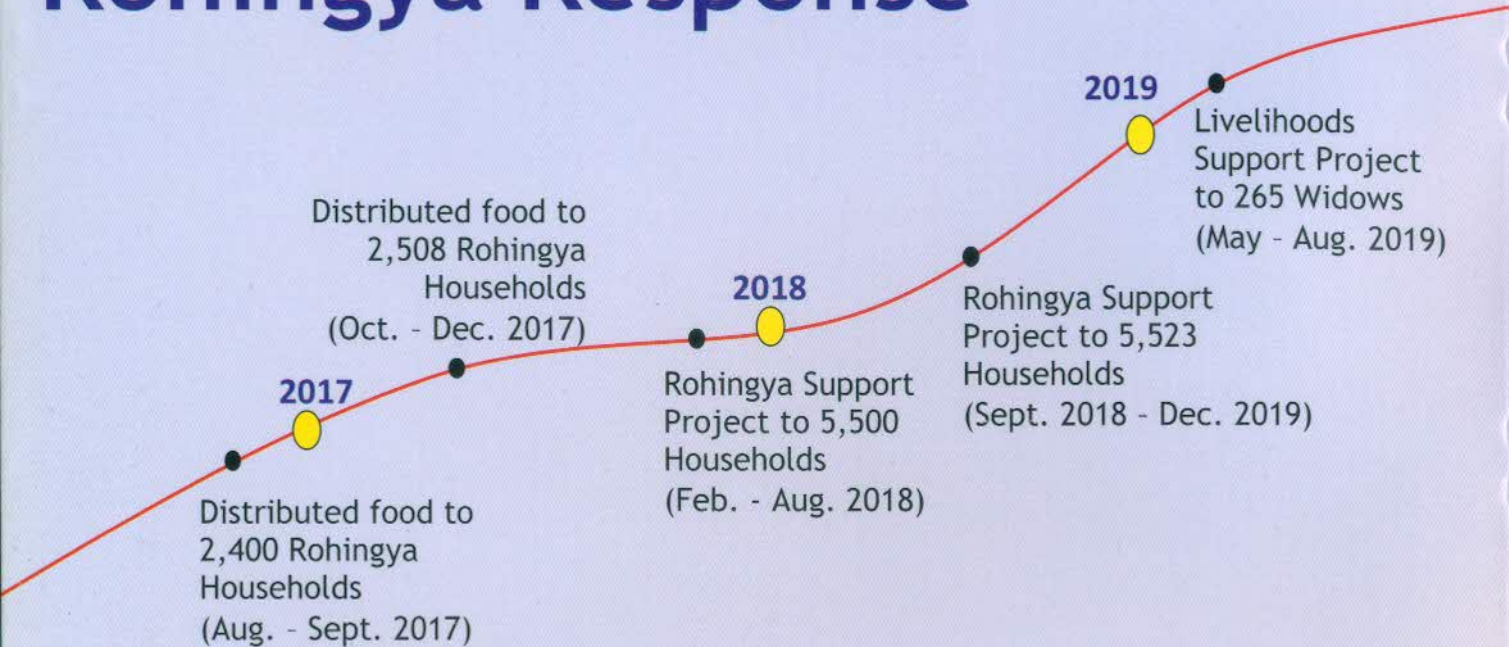 Rohingya Response
2017
Distributed food to
2,400 Rohingya
Households
(Aug. - Sept. 2017)
Distributed food to
2,508 Rohingya
Households
(Oct. - Dec. 2017)
2018
Rohingya Support
Project to 5,500
Households
(Feb. - Aug. 2018)
Rohingya Support
Project to 5,523
Households
(Sept. 2018 - Dec. 2019)
2019
Livelihoods
Support Project
to 265 Widows
(May - Aug. 2019)